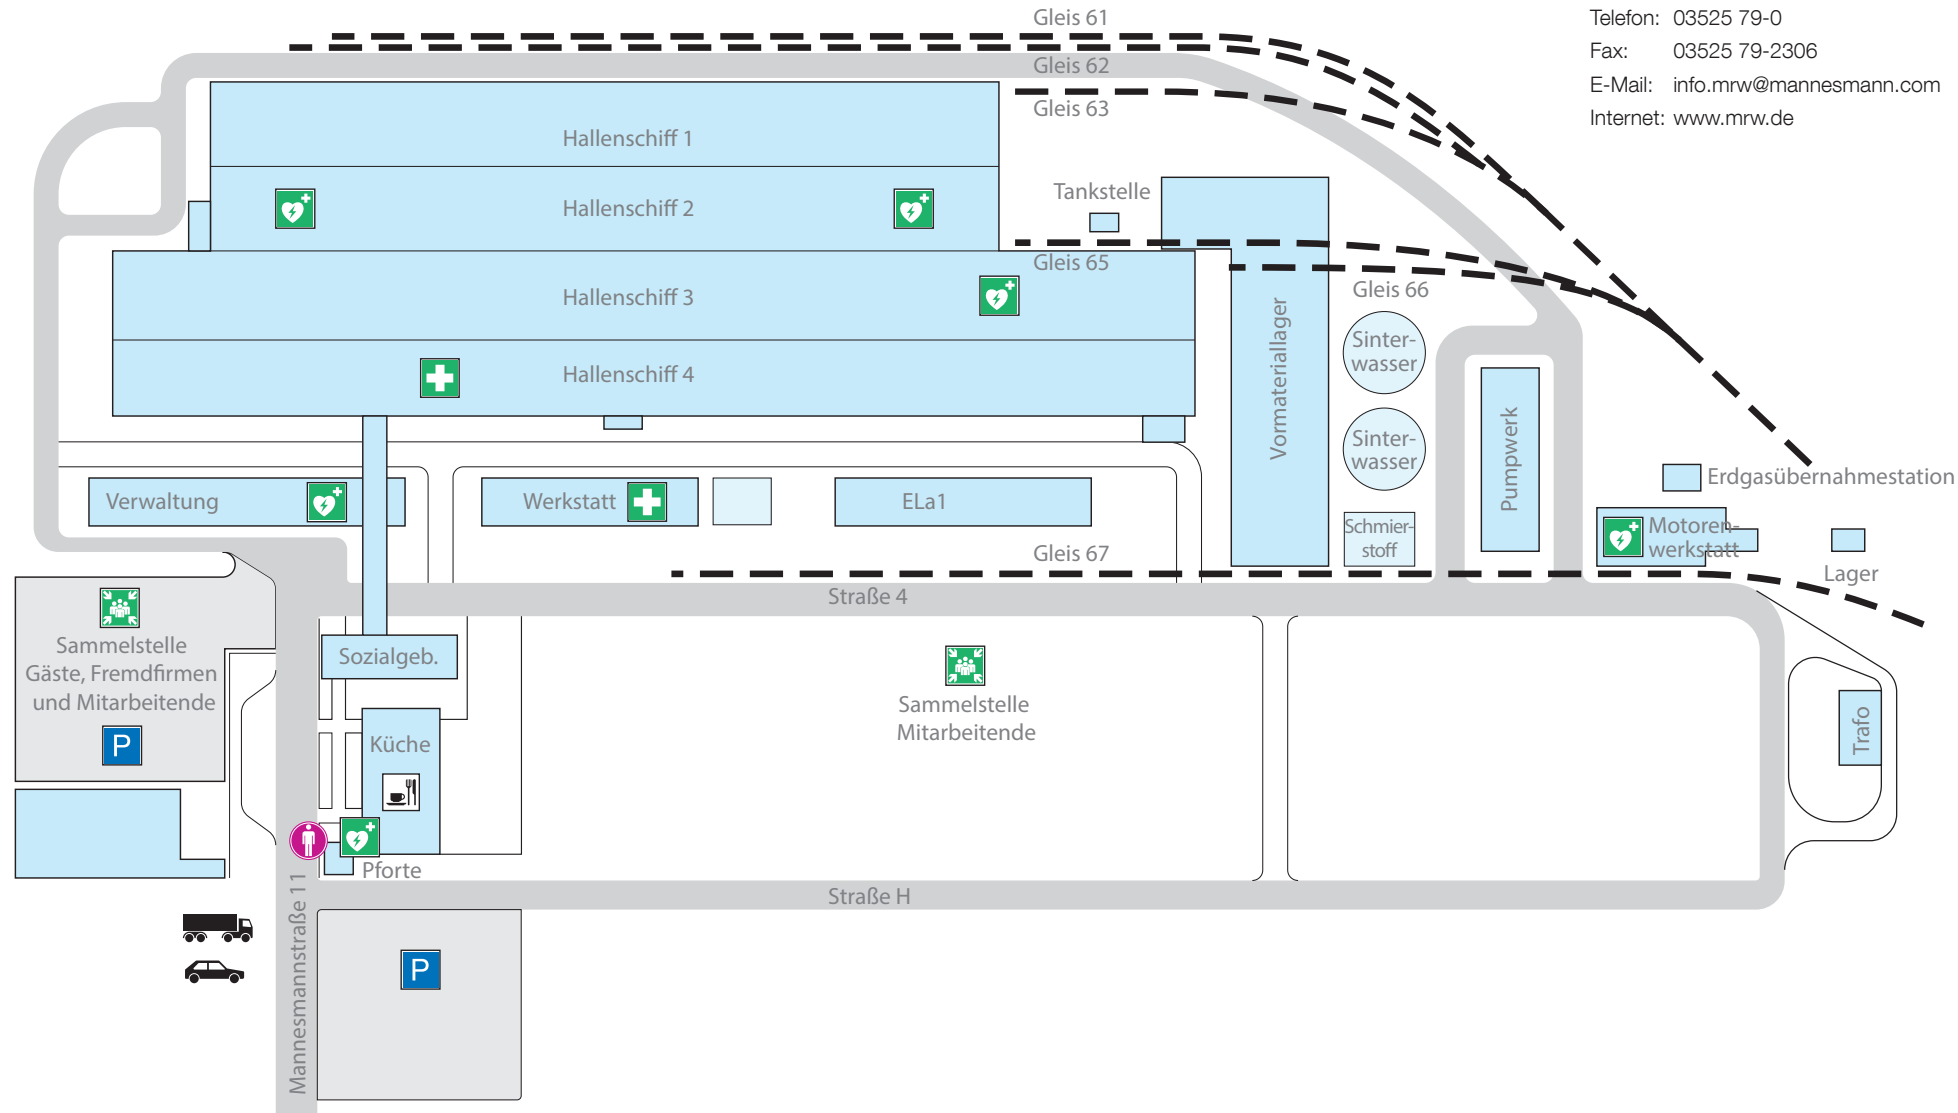 Gleis 61
Telefon: 03525 79-0
Fax: 03525 79-2306
E-Mail: info.mrw@mannesmann.com
Internet: www.mrw.de
Gleis 62
Gleis 63
Hallenschiff 1
Tankstelle
Hallenschiff 2
Gleis 65
Gleis 66
Hallenschiff 3
Vormateriallager
Sinter-
wasser
Hallenschiff 4
Sinter-
wasser
Pumpwerk
Erdgasübernahmestation
Verwaltung
Werkstatt
ELa1
Schmier-
stoff
Motoren-
werkstatt
Gleis 67
Lager
Straße 4
Sammelstelle
Gäste, Fremdfirmen
und Mitarbeitende
P
Sozialgeb.
Sammelstelle
Mitarbeitende
Trafo
Küche
Pforte
Straße H
Mannesmannstraße 11
P